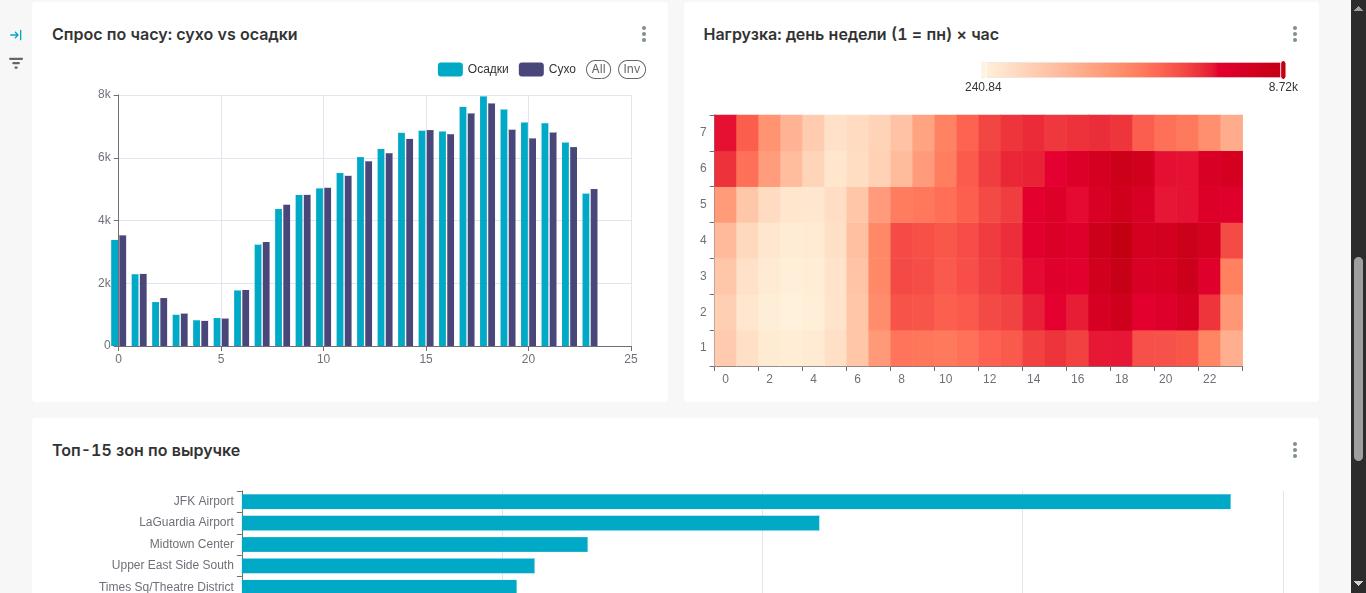 Спрос по часу: сухо vs осадки
Осадки Сухо All Inv
8k
6k
4k
2k
0
0 5 10 15 20 25
Нагрузка: день недели (1 = пн) × час
240.84 8.72k
7
6
5
4
3
2
1
0 2 4 6 8 10 12 14 16 18 20 22
Топ-15 зон по выручке
JFK Airport
LaGuardia Airport
Midtown Center
Upper East Side South
Times Sq/Theatre District